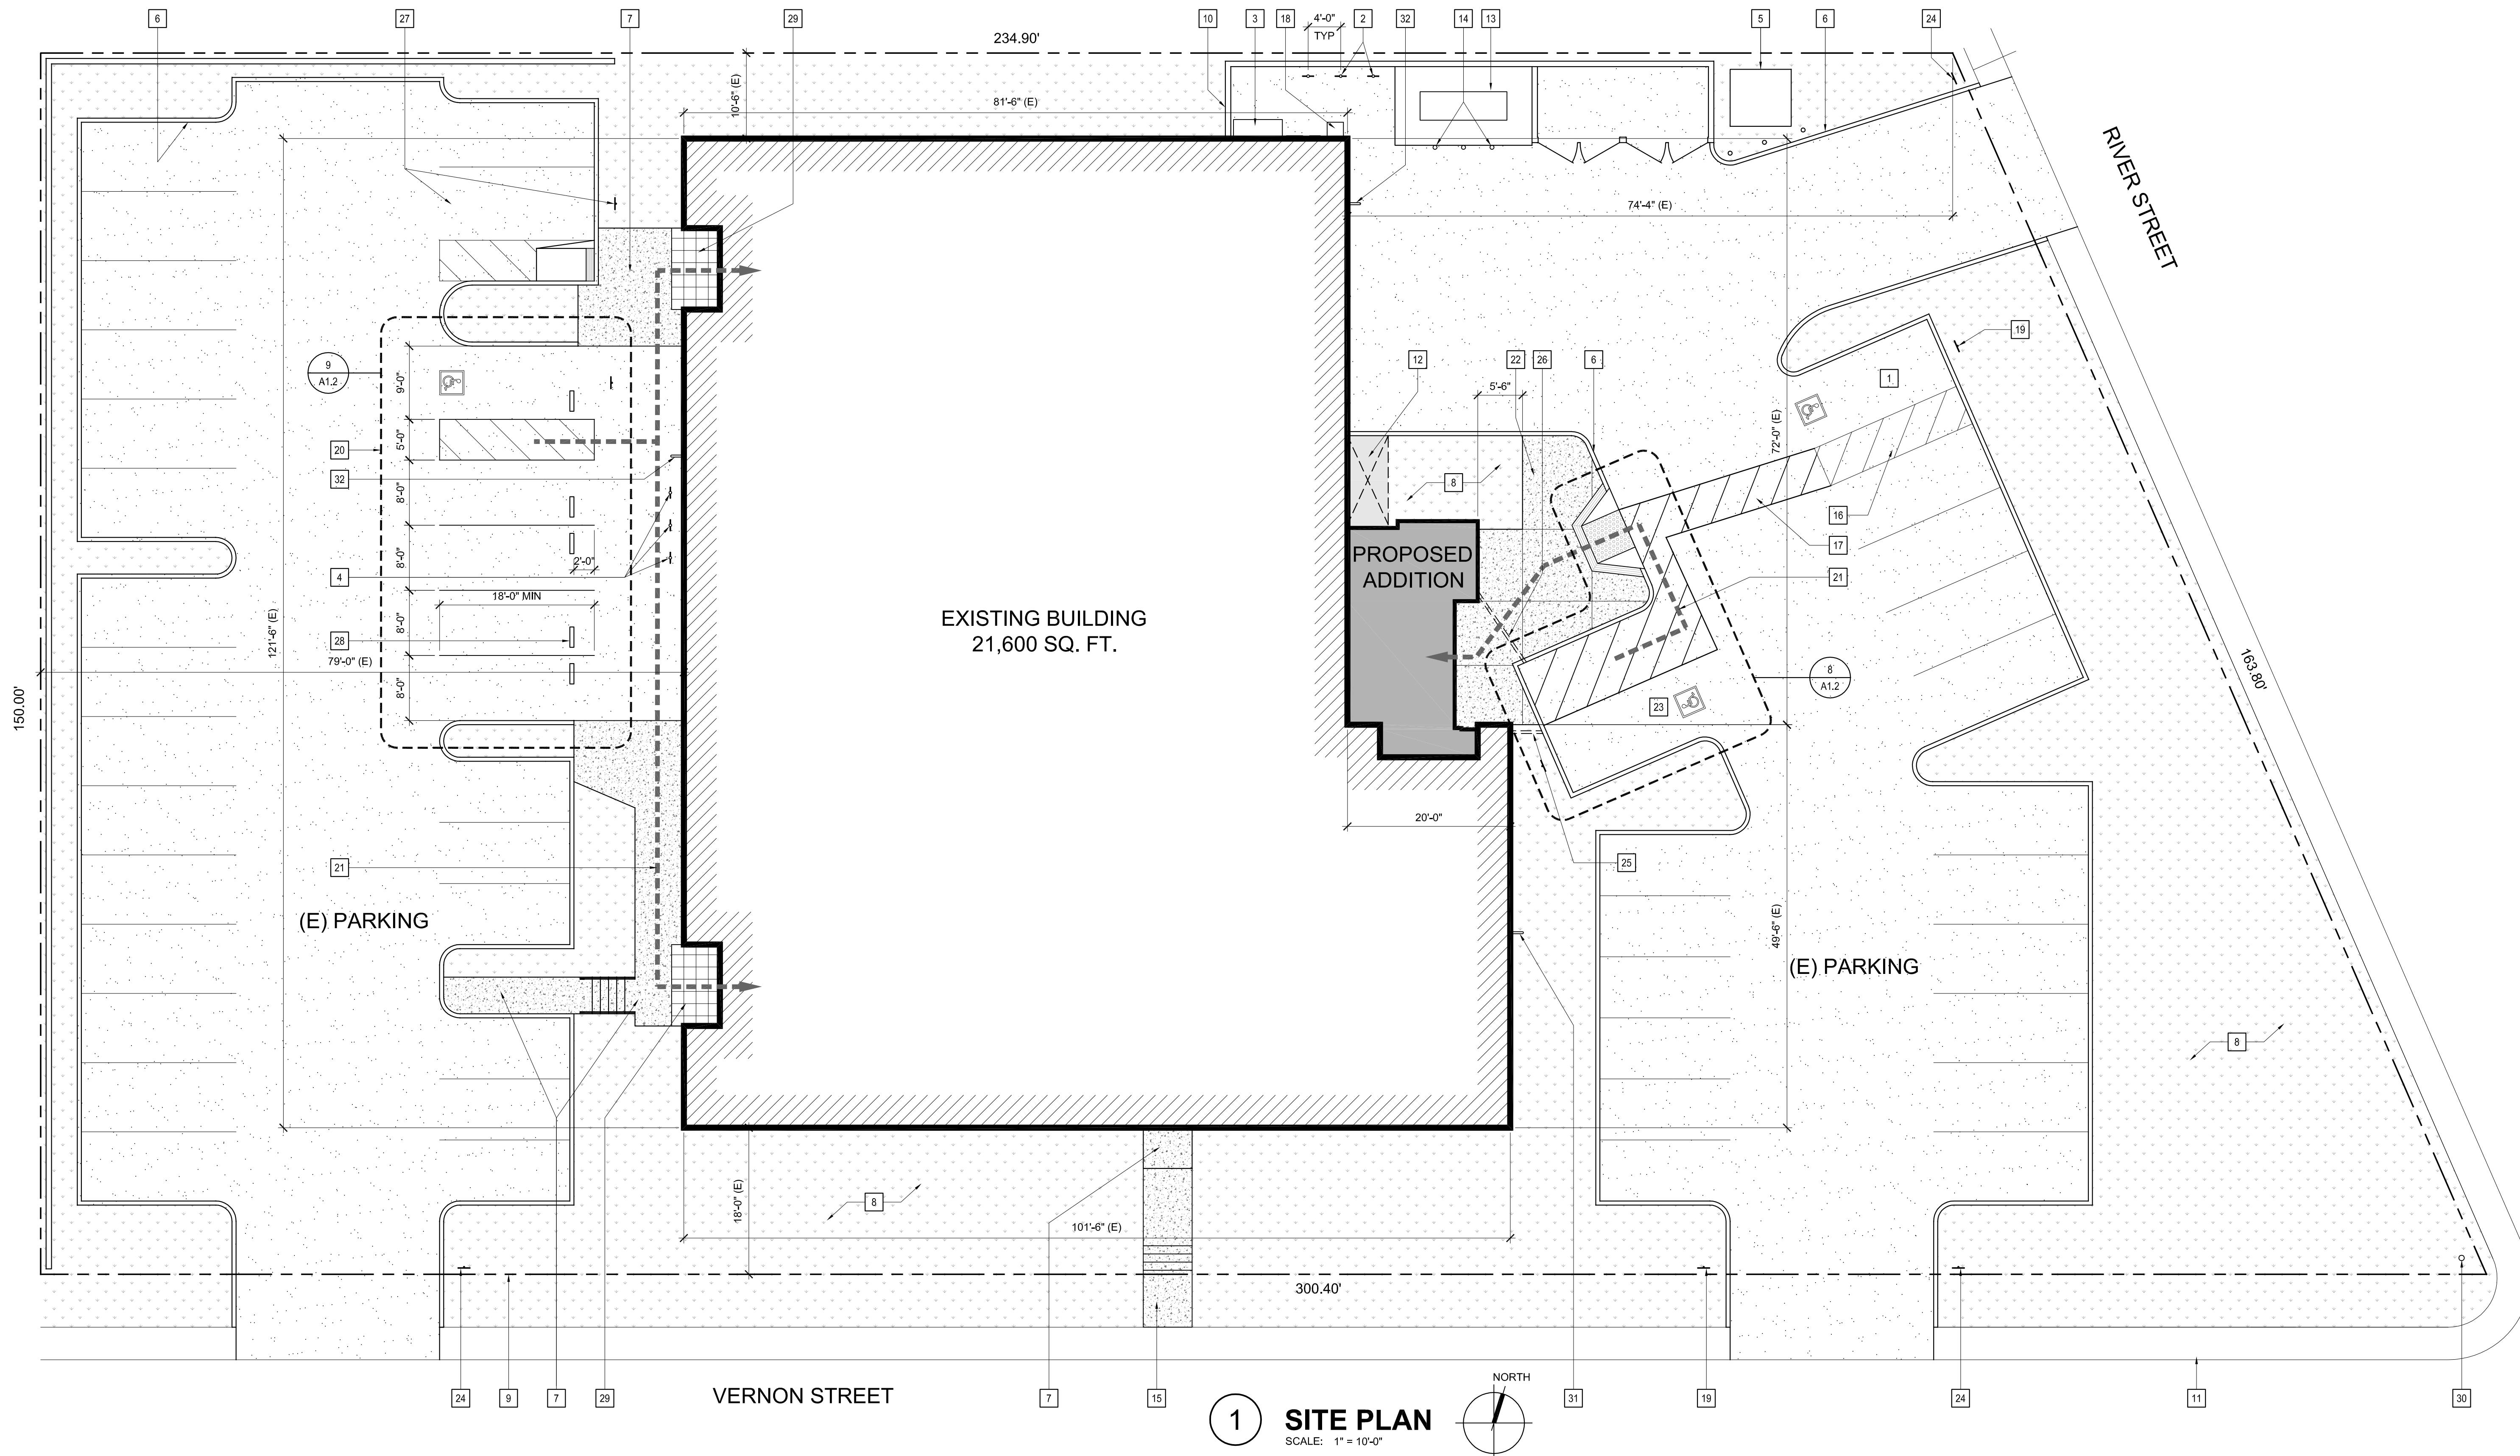 6
27
7
29
10
3
18
4'-0"
TYP
2
32
14
13
5
6
24
234.90'
10'-6" (E)
81'-6" (E)
RIVER STREET
74'-4" (E)
19
9
A1.2
9'-0"
12
22
26
6
5'-6"
1
72'-0" (E)
20
5'-0"
32
8'-0"
8
16
17
8'-0"
2'-0"
4
PROPOSED
ADDITION
21
18'-0" MIN
121'-6" (E)
8'-0"
28
EXISTING BUILDING
21,600 SQ. FT.
79'-0" (E)
8'-0"
150.00'
163.80'
8
A1.2
23
20'-0"
25
21
(E) PARKING
49'-6" (E)
(E) PARKING
8
18'-0" (E)
8
101'-6" (E)
300.40'
24
9
7
29
VERNON STREET
7
15
31
19
24
11
30
1
SITE PLAN
SCALE: 1" = 10'-0"
NORTH